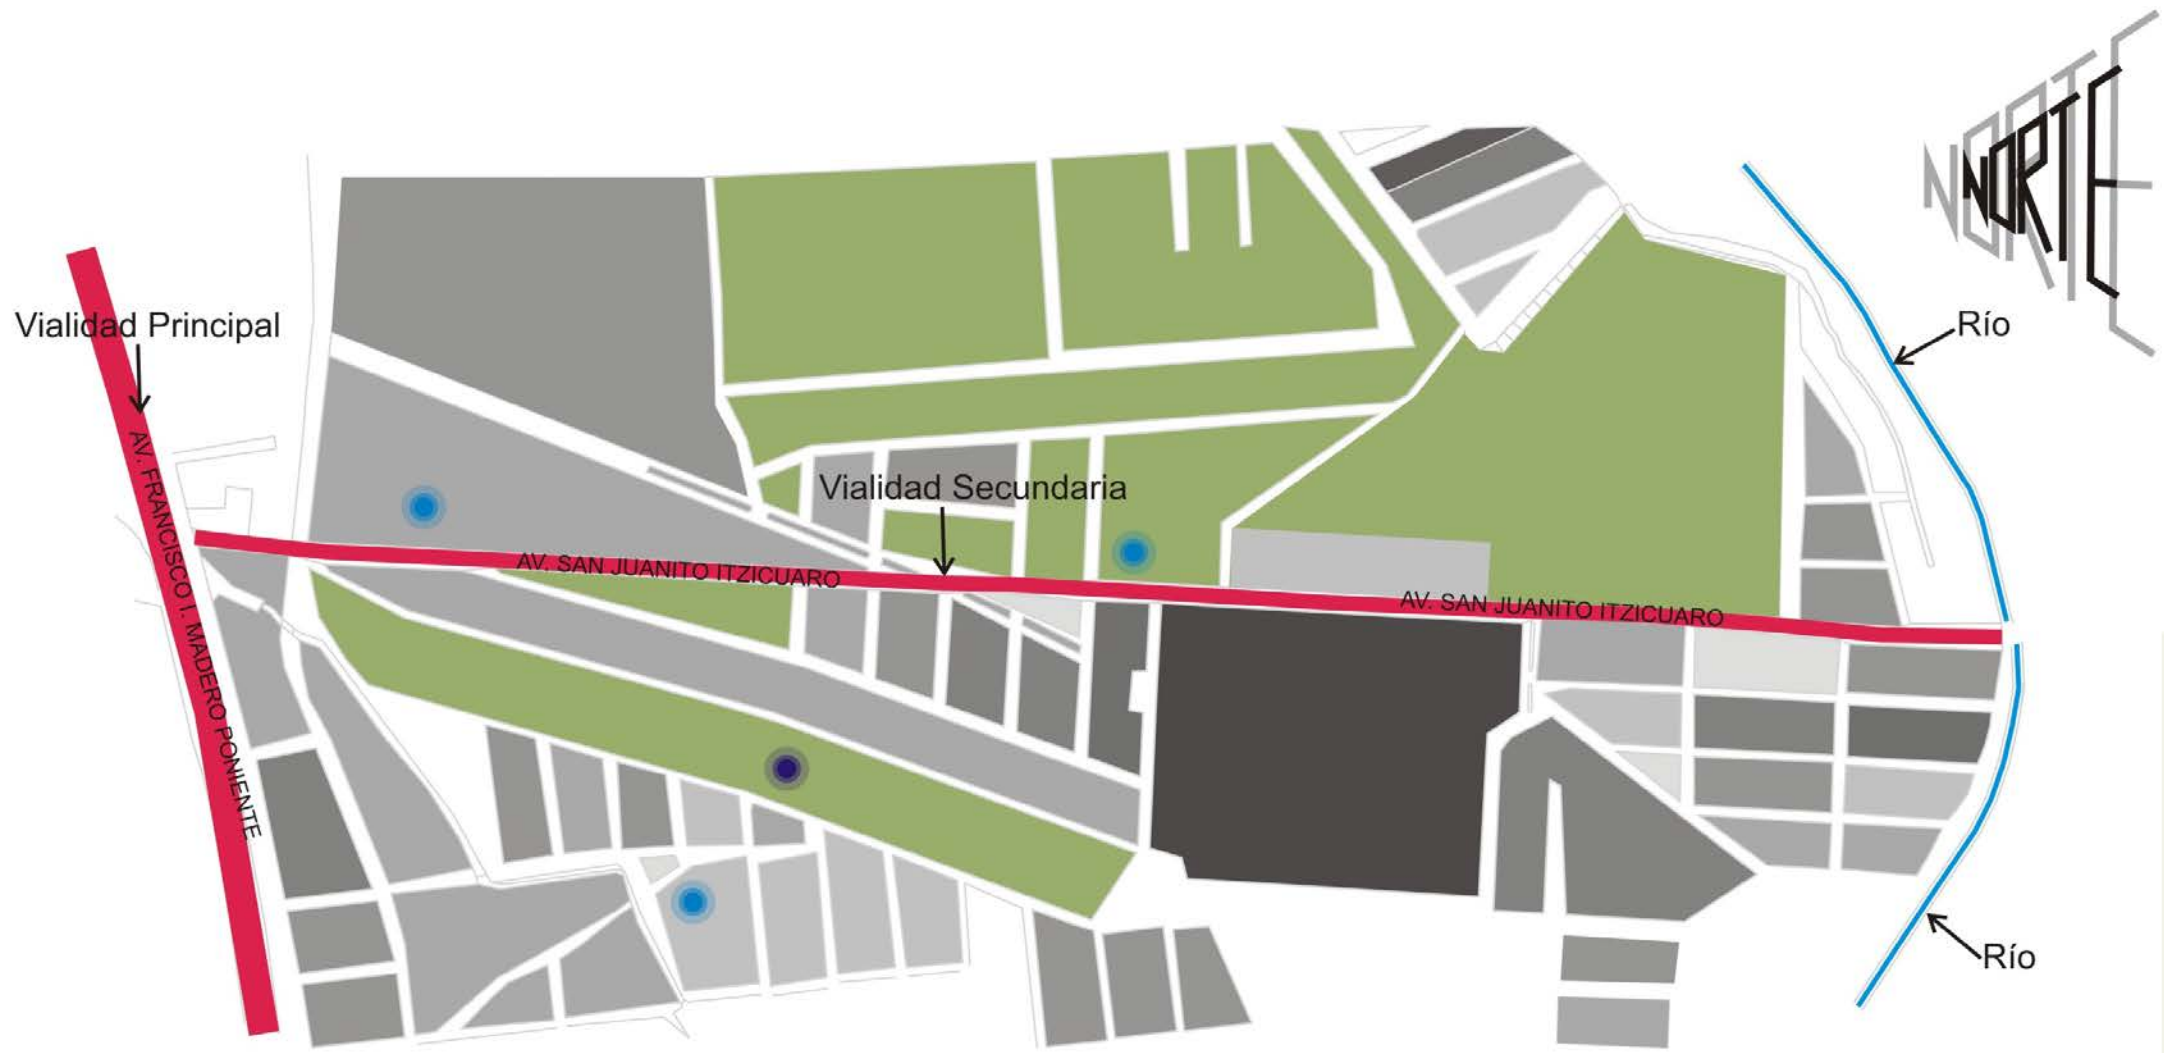 NORTE
Vialidad Principal
Río
AV. FRANCISCO I. MADERO PONIENTE
Vialidad Secundaria
AV. SAN JUANITO ITZICUARO
AV. SAN JUANITO ITZICUARO
Río